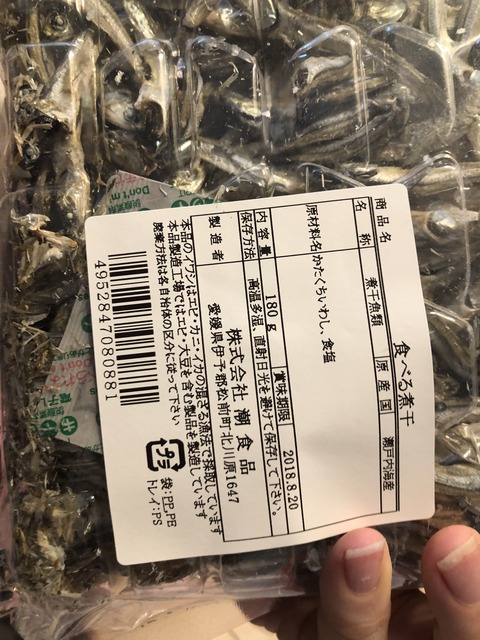 商品名 食べる煮干
名称 煮干魚類 原産国 瀬戸内海産
原材料名 かたくちいわし、食塩
内容量 180g 賞味期限 2018.8.20
保存方法 高温多湿、直射日光を避けて保存して下さい。
製造者 株式会社 潮食品
愛媛県伊予郡松前町北川原1647
本品のイワシはエビ・カニ・イカの混ざる漁法で採取しています
本品製造工場ではエビ・大豆を含む製品を製造しています
廃棄方法は各自治体の区分に従って下さい
プラ
袋:PP,PE
トレイ:PS
4952847080881
Don't